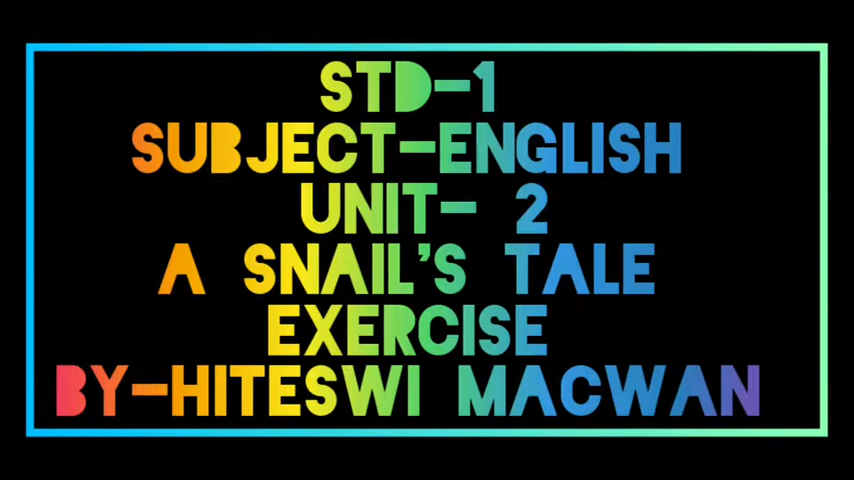 STD-1
SUBJECT-ENGLISH
UNIT- 2
A SNAIL'S TALE
EXERCISE
BY-HITESWI MACWAN